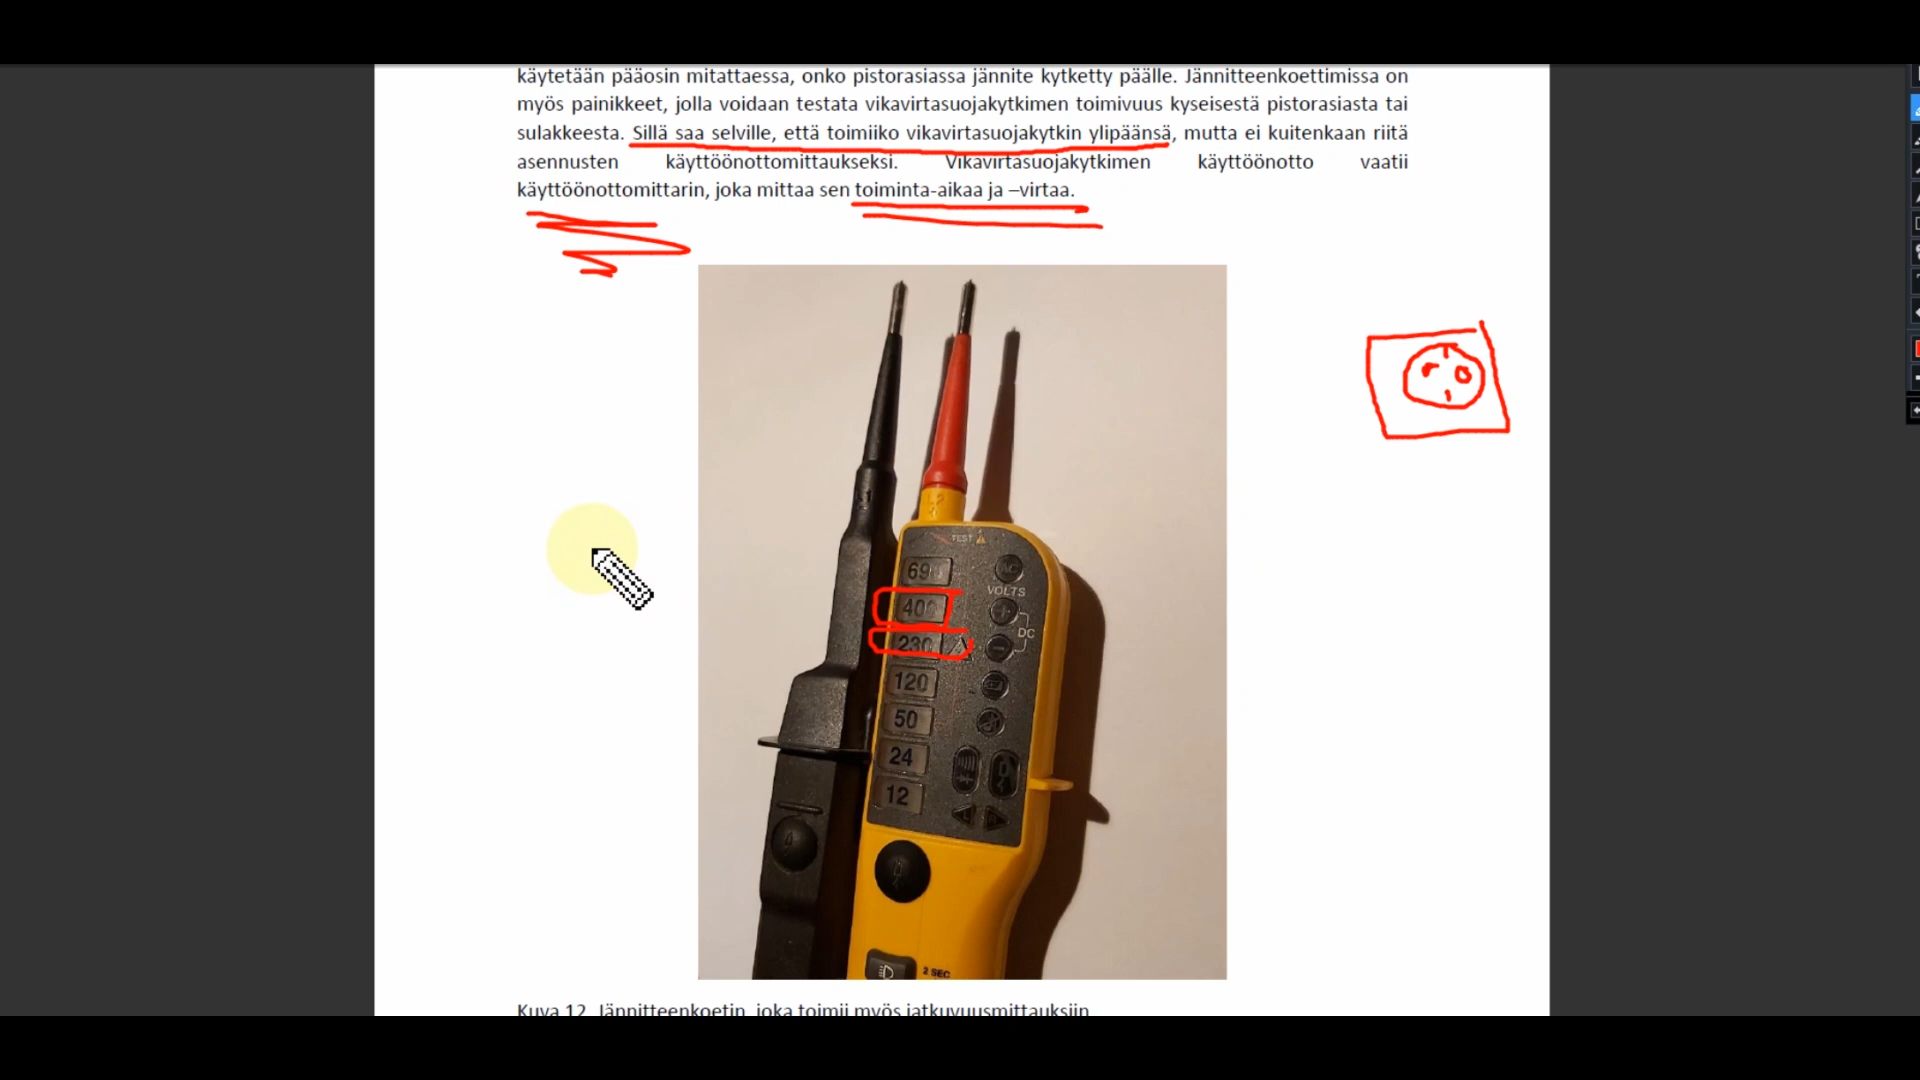 käytetään pääosin mitattaessa, onko pistorasiassa jännite kytketty päälle. Jännitteenkoettimissa on
myös painikkeet, jolla voidaan testata vikavirtasuojakytkimen toimivuus kyseisestä pistorasiasta tai
sulakkeesta. Sillä saa selville, että toimiiko vikavirtasuojakytkin ylipäänsä, mutta ei kuitenkaan riitä
asennusten käyttöönottomittaukseksi. Vikavirtasuojakytkimen käyttöönotto vaatii
käyttöönottomittarin, joka mittaa sen toiminta-aikaa ja –virtaa.
L1
L2
TEST
690
AC
VOLTS
400
+
DC
230
-
120
50
24
12
2 SEC
Kuva 12. Jännitteenkoetin, joka toimii myös jatkuvuusmittauksiin